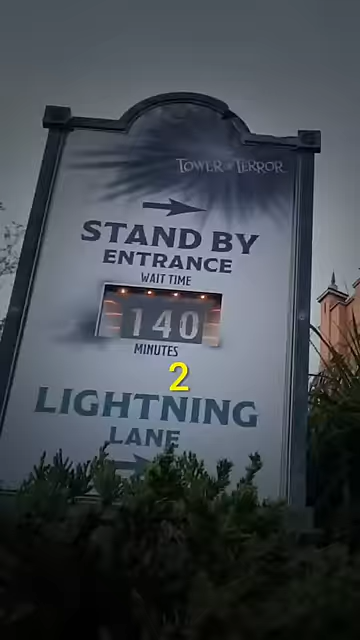 TOWER OF TERROR
STAND BY
ENTRANCE
WAIT TIME
140
MINUTES
2
LIGHTNING
LANE